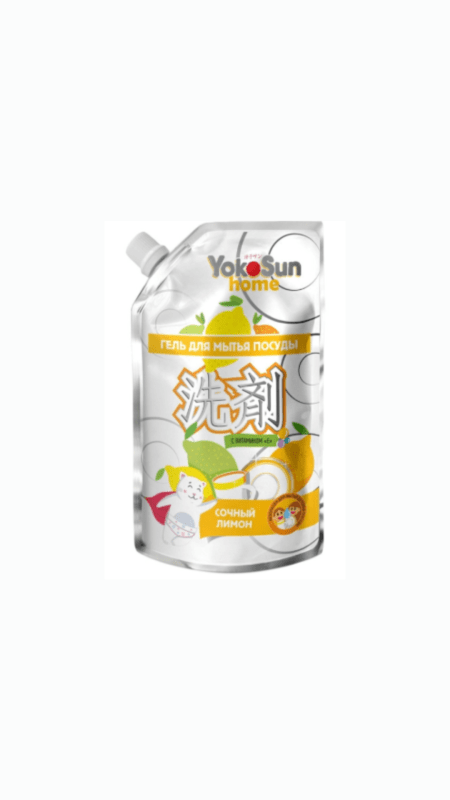 YokoSun
home
ГЕЛЬ ДЛЯ МЫТЬЯ ПОСУДЫ
洗剤
С ВИТАМИНОМ «Е»
СОЧНЫЙ
ЛИМОН